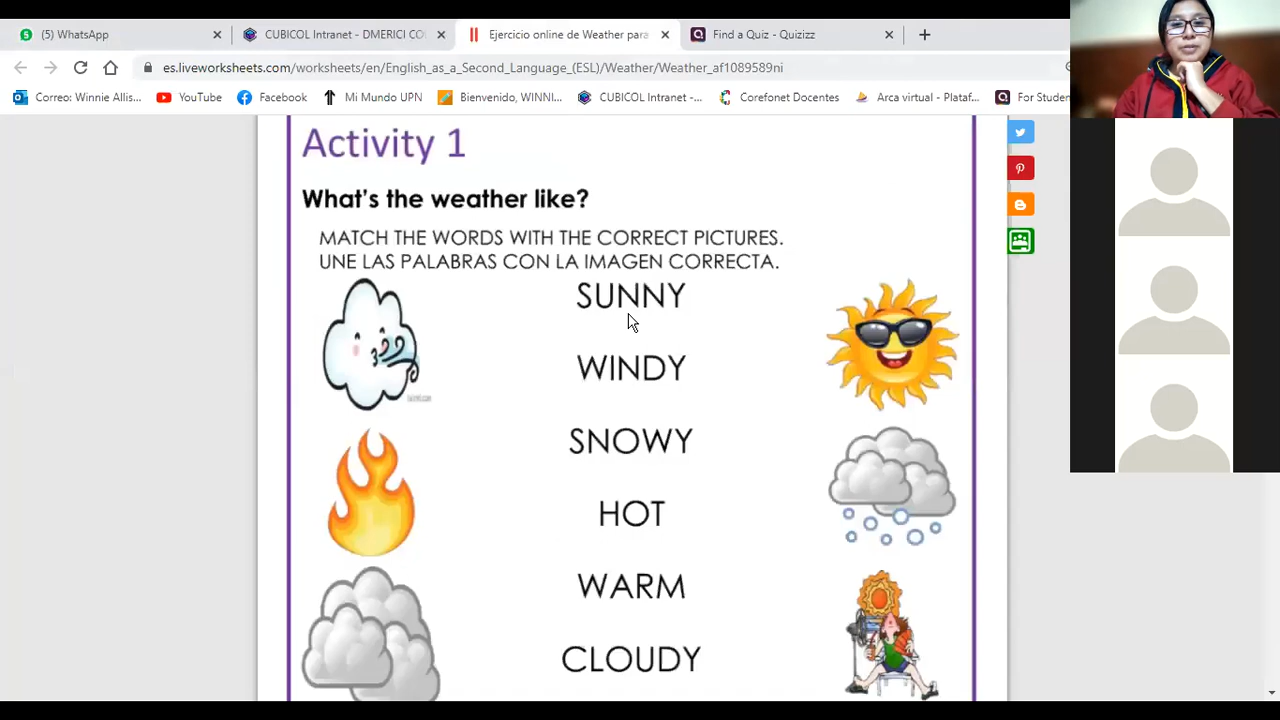 (5) WhatsApp
CUBICOL Intranet - DMERICI CO
Ejercicio online de Weather para
Find a Quiz - Quizizz
es.liveworksheets.com/worksheets/en/English_as_a_Second_Language_(ESL)/Weather/Weather_af1089589ni
Correo: Winnie Allis...
YouTube
Facebook
Mi Mundo UPN
Bienvenido, WINNI...
CUBICOL Intranet -...
Corefonet Docentes
Arca virtual - Plataf...
For Studen
Activity 1
What's the weather like?
MATCH THE WORDS WITH THE CORRECT PICTURES.
UNE LAS PALABRAS CON LA IMAGEN CORRECTA.
SUNNY
WINDY
SNOWY
HOT
WARM
CLOUDY